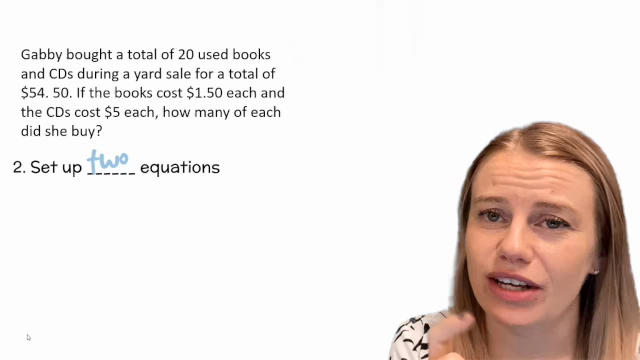 Gabby bought a total of 20 used books
and CDs during a yard sale for a total of
$54. 50. If the books cost $1.50 each and
the CDs cost $5 each, how many of each
did she buy?
2. Set up two equations